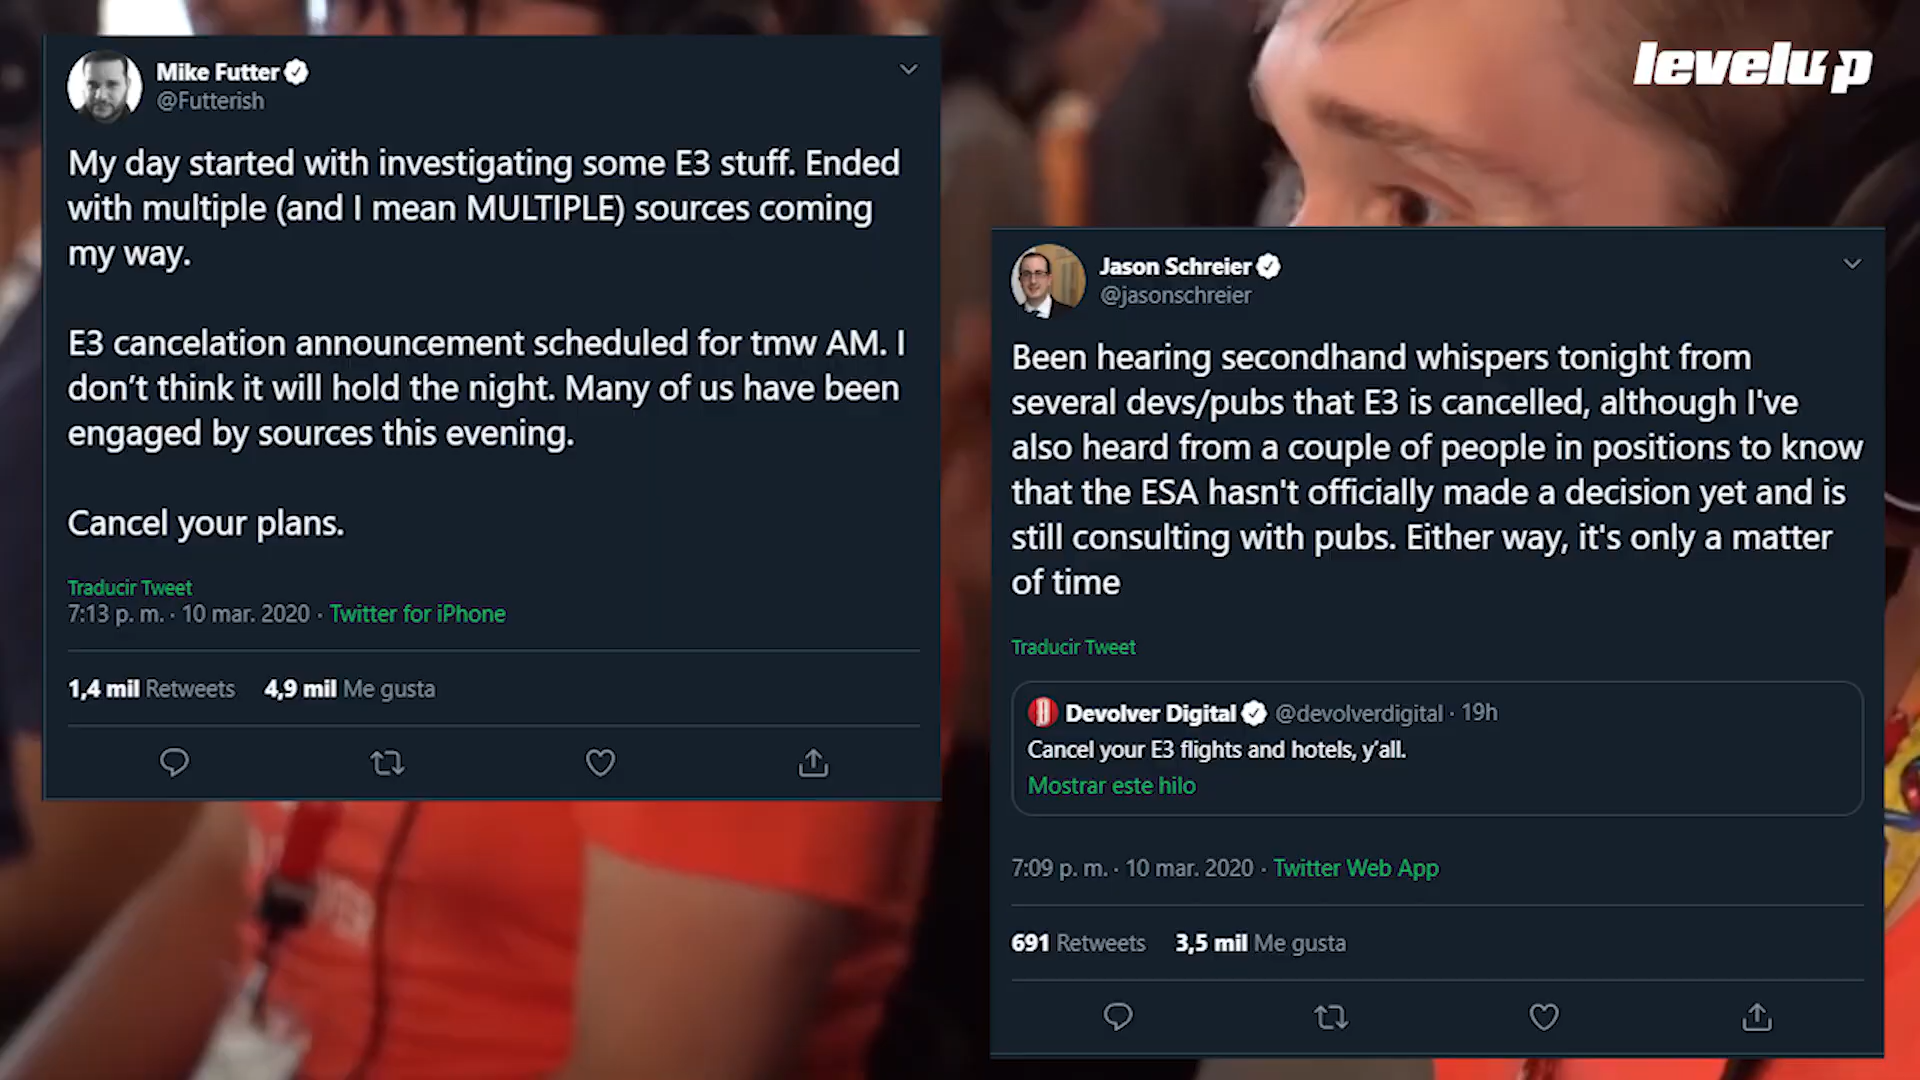 levelup
Mike Futter
@Futterish
My day started with investigating some E3 stuff. Ended
with multiple (and I mean MULTIPLE) sources coming
my way.
E3 cancelation announcement scheduled for tmw AM. I
don’t think it will hold the night. Many of us have been
engaged by sources this evening.
Cancel your plans.
Traducir Tweet
7:13 p. m. · 10 mar. 2020 · Twitter for iPhone
1,4 mil Retweets 4,9 mil Me gusta
Jason Schreier
@jasonschreier
Been hearing secondhand whispers tonight from
several devs/pubs that E3 is cancelled, although I've
also heard from a couple of people in positions to know
that the ESA hasn't officially made a decision yet and is
still consulting with pubs. Either way, it's only a matter
of time
Traducir Tweet
Devolver Digital @devolverdigital · 19h
Cancel your E3 flights and hotels, y’all.
Mostrar este hilo
7:09 p. m. · 10 mar. 2020 · Twitter Web App
691 Retweets 3,5 mil Me gusta